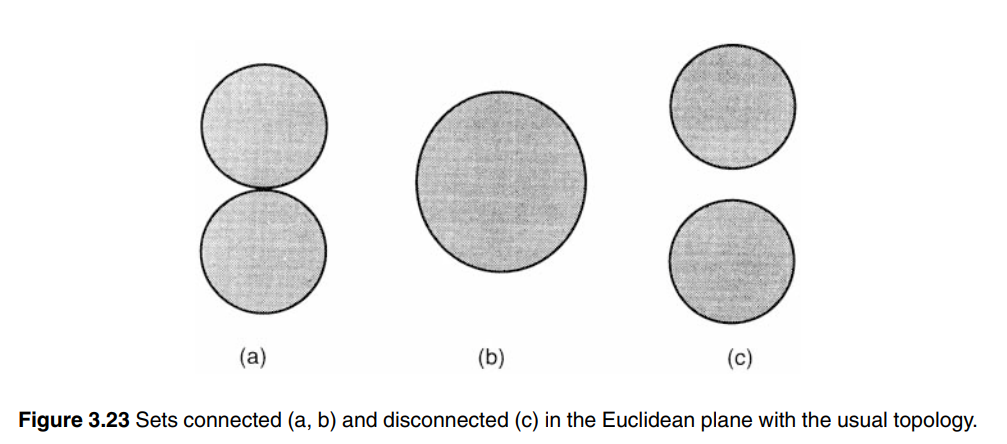 (a) (b) (c)
Figure 3.23 Sets connected (a, b) and disconnected (c) in the Euclidean plane with the usual topology.